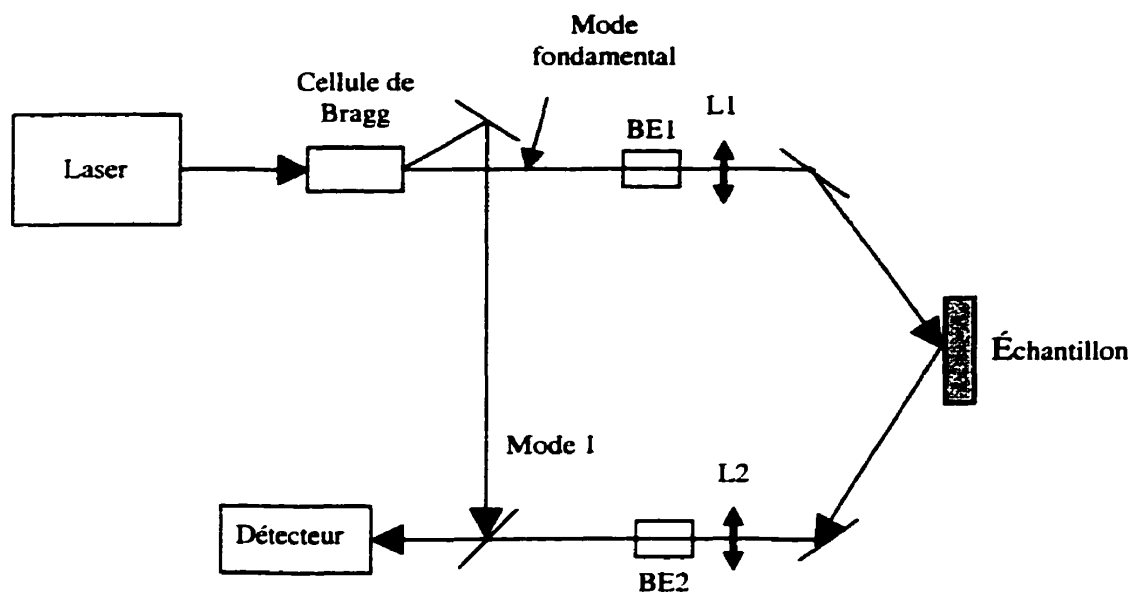 Mode
fondamental
Cellule de
Bragg
L1
BE1
Laser
Échantillon
Mode 1
L2
Détecteur
BE2